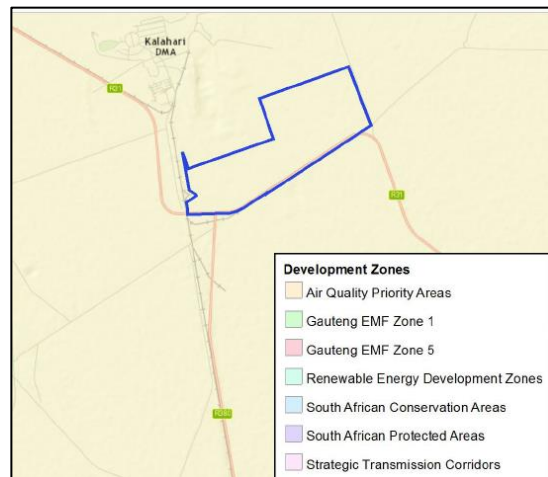 Kalahari
DMA
R31
R31
R380
Development Zones
Air Quality Priority Areas
Gauteng EMF Zone 1
Gauteng EMF Zone 5
Renewable Energy Development Zones
South African Conservation Areas
South African Protected Areas
Strategic Transmission Corridors